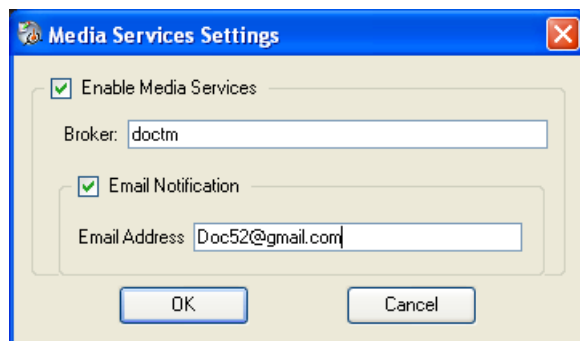 Media Services Settings
Enable Media Services
Broker: doctm
Email Notification
Email Address Doc52@gmail.com
OK Cancel